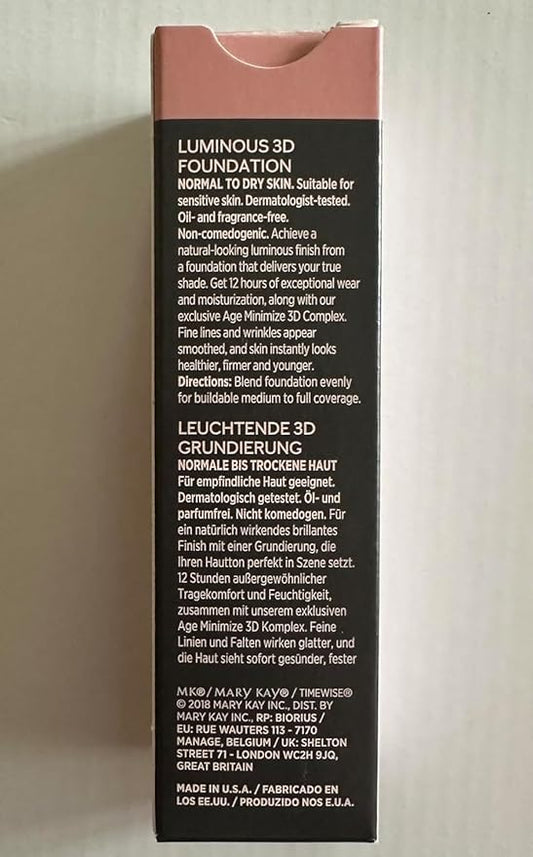 LUMINOUS 3D
FOUNDATION
NORMAL TO DRY SKIN. Suitable for
sensitive skin. Dermatologist-tested.
Oil- and fragrance-free.
Non-comedogenic. Achieve a
natural-looking luminous finish from
a foundation that delivers your true
shade. Get 12 hours of exceptional wear
and moisturization, along with our
exclusive Age Minimize 3D Complex.
Fine lines and wrinkles appear
smoothed, and skin instantly looks
healthier, firmer and younger.
Directions: Blend foundation evenly
for buildable medium to full coverage.
LEUCHTENDE 3D
GRUNDIERUNG
NORMALE BIS TROCKENE HAUT
Für empfindliche Haut geeignet.
Dermatologisch getestet. Öl- und
parfumfrei. Nicht komedogen. Für
ein natürlich wirkendes brillantes
Finish mit einer Grundierung, die
Ihren Hautton perfekt in Szene setzt.
12 Stunden außergewöhnlicher
Tragekomfort und Feuchtigkeit,
zusammen mit unserem exklusiven
Age Minimize 3D Komplex. Feine
Linien und Falten wirken glatter, und
die Haut sieht sofort gesünder, fester
MK® / MARY KAY® / TIMEWISE®
© 2018 MARY KAY INC., DIST. BY
MARY KAY INC., RP: BIORIUS /
EU: RUE WAUTERS 113 - 7170
MANAGE, BELGIUM / UK: SHELTON
STREET 71 - LONDON WC2H 9JQ,
GREAT BRITAIN
MADE IN U.S.A. / FABRICADO EN
LOS EE.UU. / PRODUZIDO NOS E.U.A.